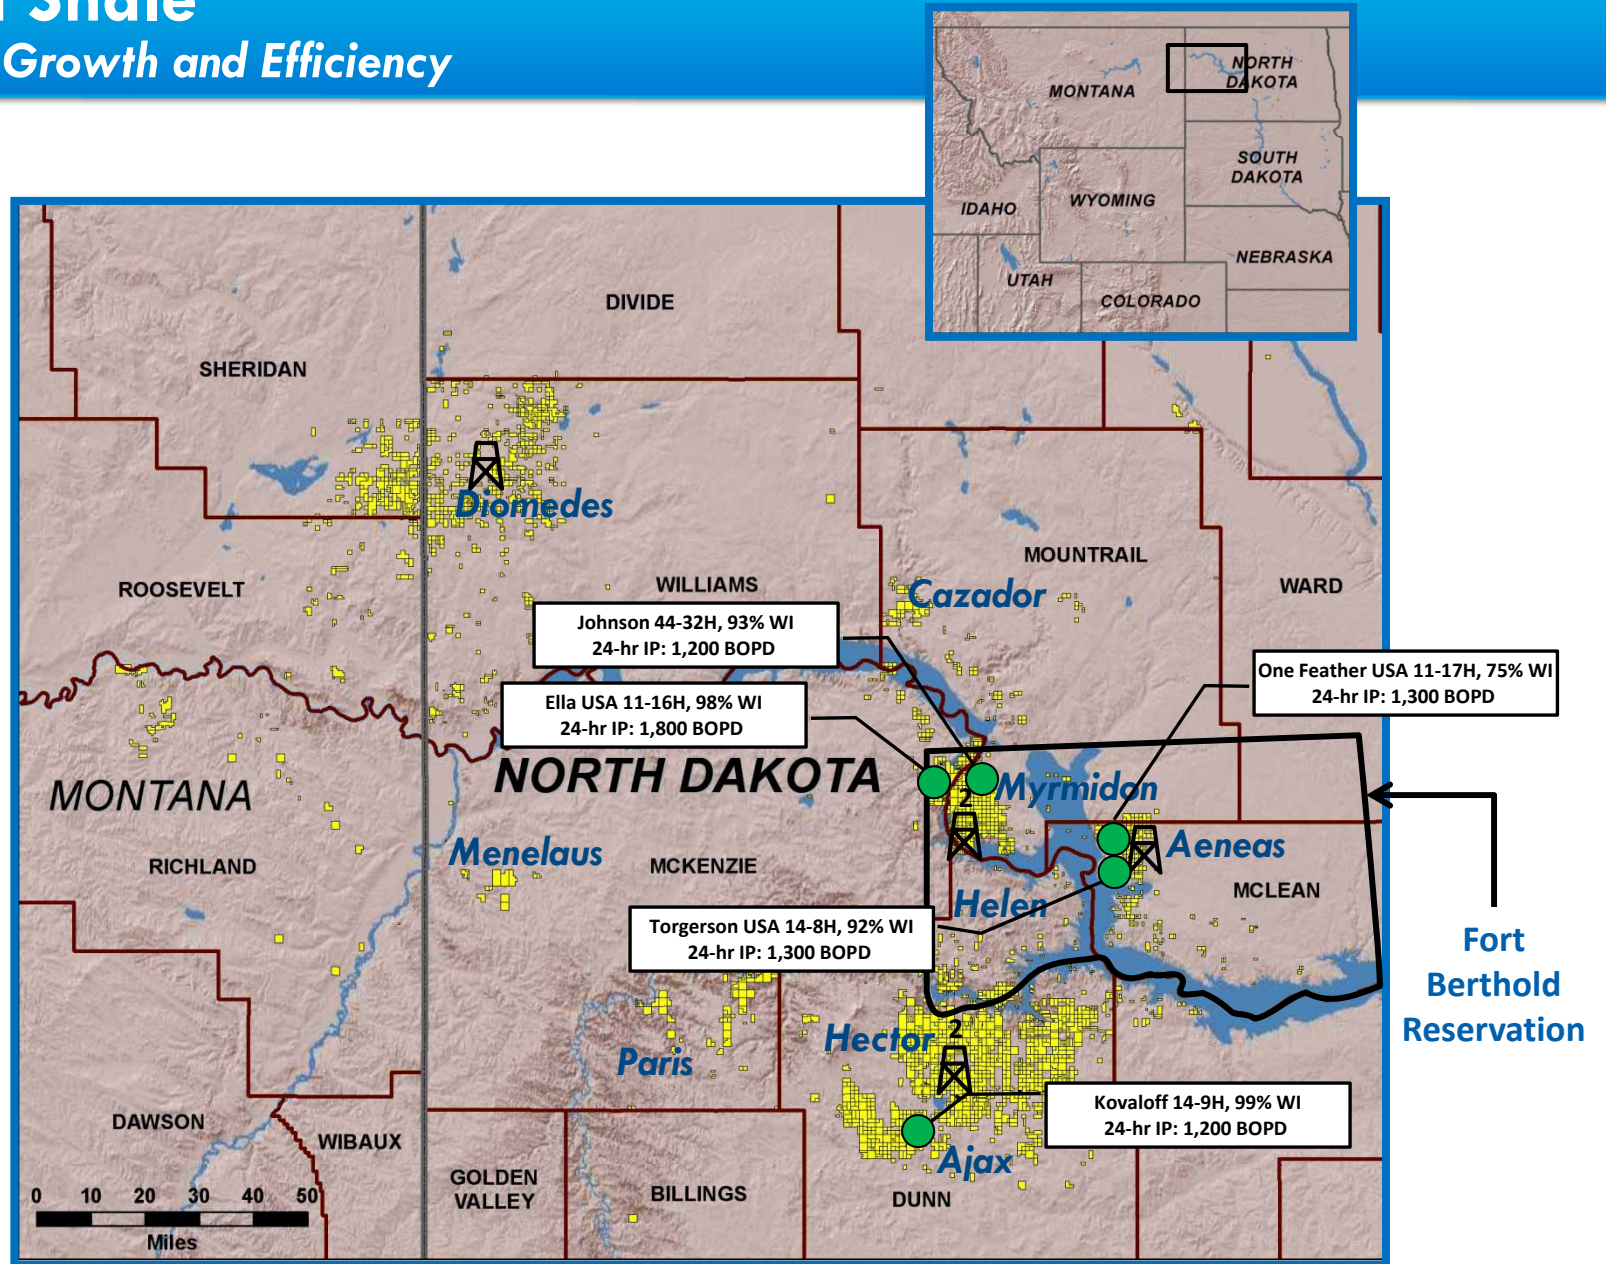 Shale
Growth and Efficiency
MONTANA
NORTH
DAKOTA
SOUTH
DAKOTA
IDAHO
WYOMING
NEBRASKA
UTAH
COLORADO
DIVIDE
SHERIDAN
Diomedes
MOUNTRAIL
ROOSEVELT
WILLIAMS
WARD
Cazador
Johnson 44-32H, 93% WI
24-hr IP: 1,200 BOPD
One Feather USA 11-17H, 75% WI
24-hr IP: 1,300 BOPD
Ella USA 11-16H, 98% WI
24-hr IP: 1,800 BOPD
NORTH DAKOTA
MONTANA
Myrmidon
2
Menelaus
RICHLAND
MCKENZIE
Aeneas
MCLEAN
Helen
Torgerson USA 14-8H, 92% WI
24-hr IP: 1,300 BOPD
Fort
Berthold
Reservation
Hector
2
Paris
Kovaloff 14-9H, 99% WI
24-hr IP: 1,200 BOPD
DAWSON
WIBAUX
Ajax
GOLDEN
VALLEY
BILLINGS
DUNN
0 10 20 30 40 50
Miles